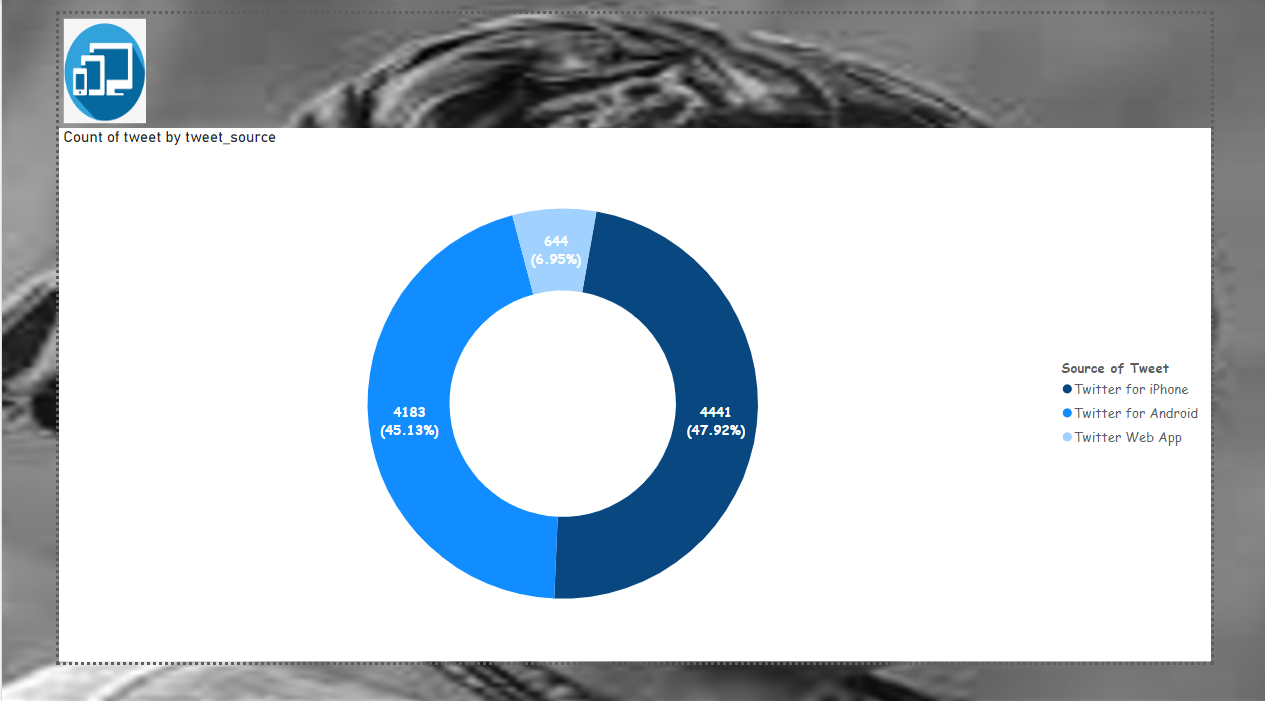 Count of tweet by tweet_source
644
(6.95%)
4183
(45.13%)
4441
(47.92%)
Source of Tweet
Twitter for iPhone
Twitter for Android
Twitter Web App